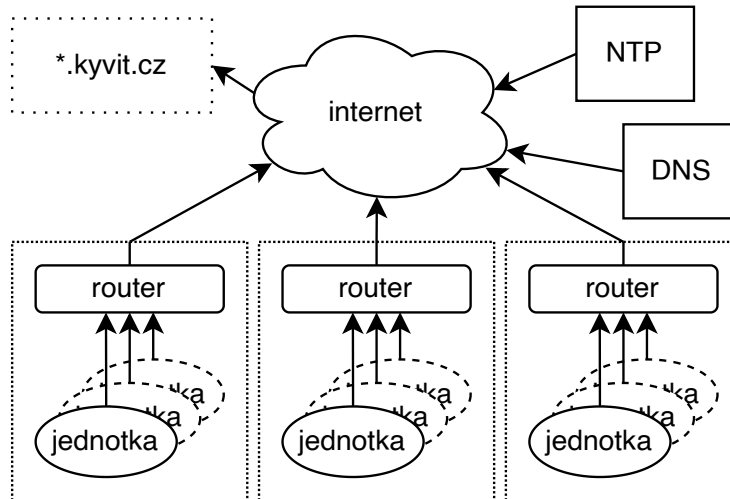 *.kyvit.cz
NTP
internet
DNS
router
router
router
jednotka
jednotka
jednotka